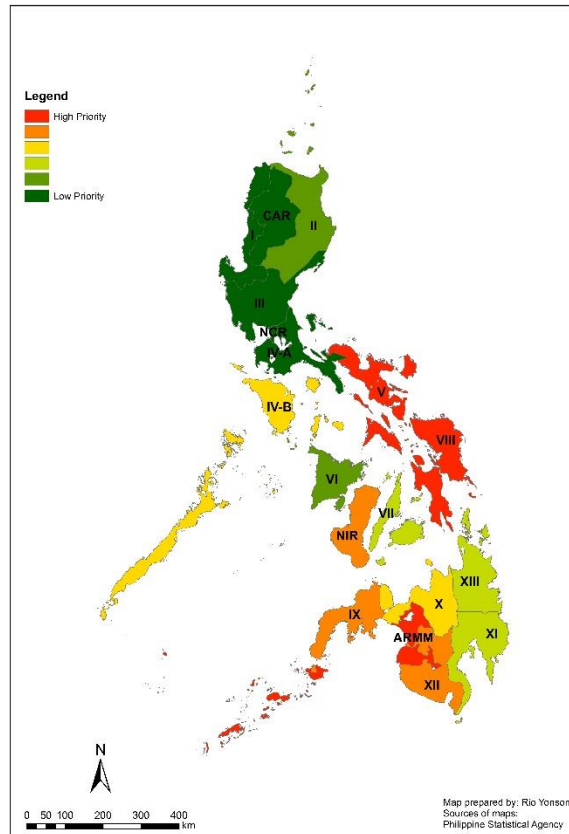 Legend
High Priority
Low Priority
CAR
I
II
III
NCR
IV-A
IV-B
V
VIII
VI
VII
NIR
XIII
X
IX
ARMM
XI
XII
N
0 50 100 200 300 400
km
Map prepared by: Rio Yonson
Sources of maps:
Philippine Statistical Agency